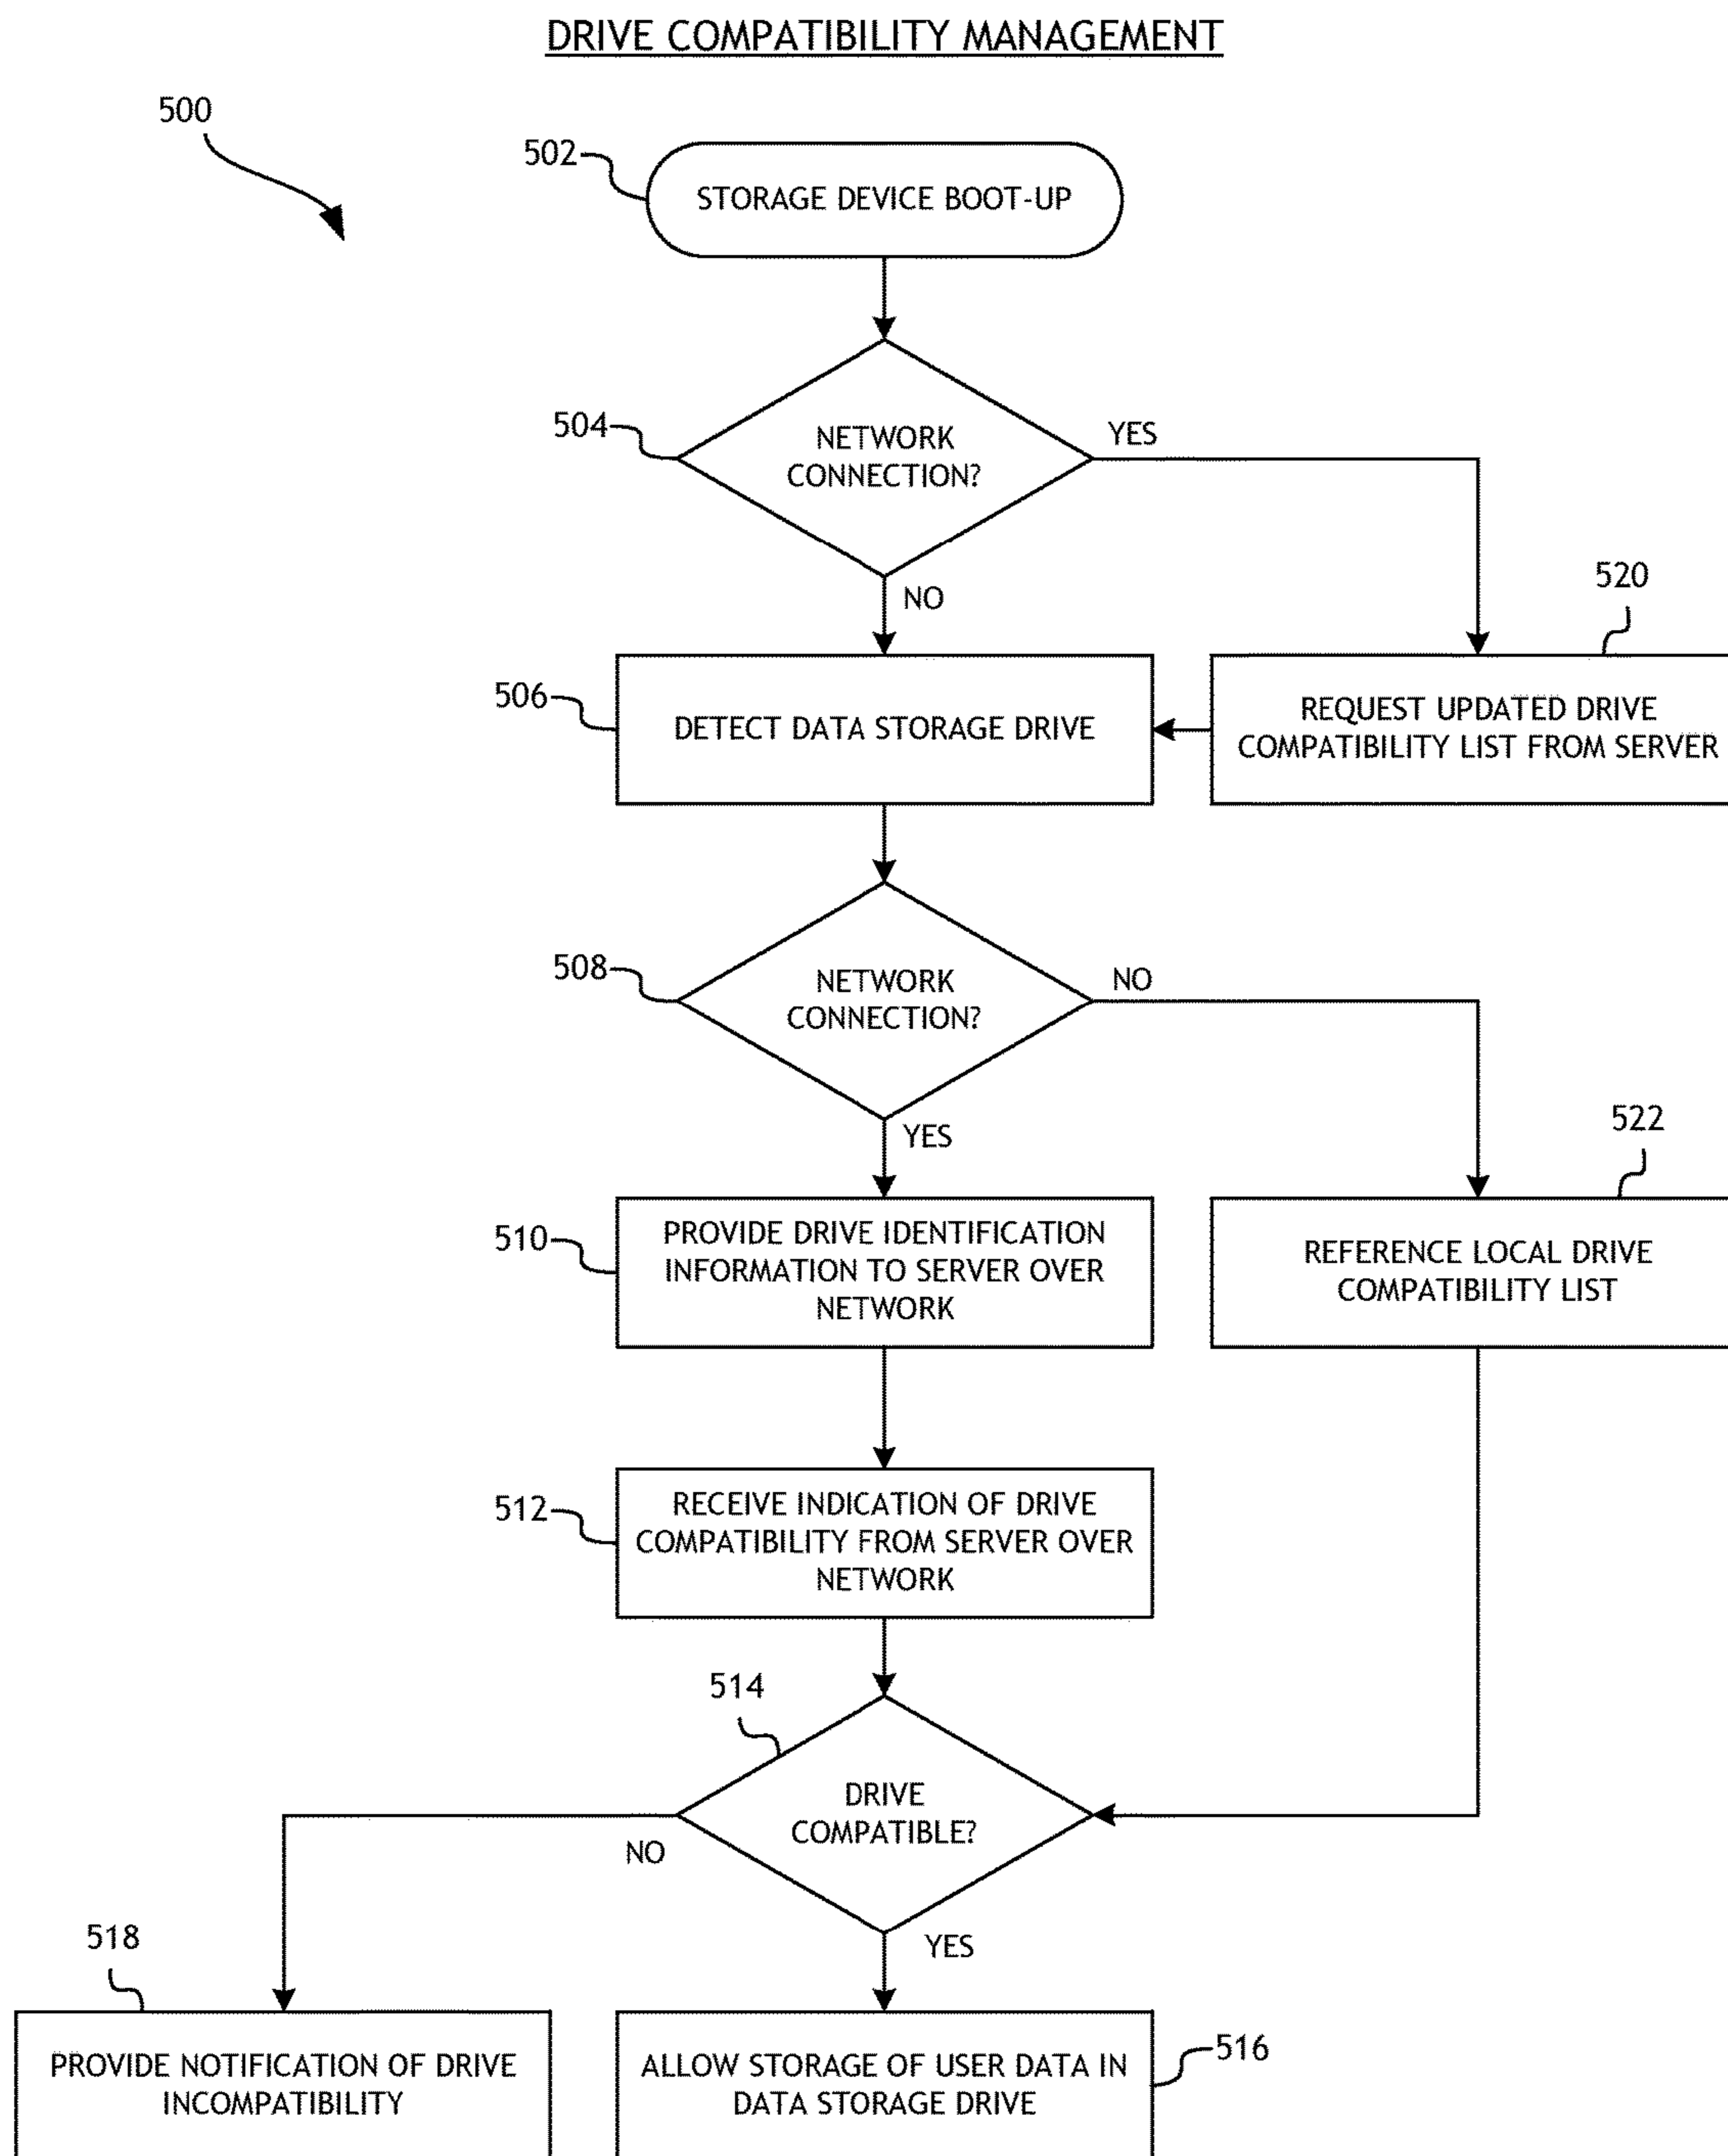 DRIVE COMPATIBILITY MANAGEMENT
500
502
STORAGE DEVICE BOOT-UP
504
NETWORK
CONNECTION?
YES
NO
520
506
DETECT DATA STORAGE DRIVE
REQUEST UPDATED DRIVE
COMPATIBILITY LIST FROM SERVER
508
NETWORK
CONNECTION?
NO
YES
522
510
PROVIDE DRIVE IDENTIFICATION
INFORMATION TO SERVER OVER
NETWORK
REFERENCE LOCAL DRIVE
COMPATIBILITY LIST
512
RECEIVE INDICATION OF DRIVE
COMPATIBILITY FROM SERVER OVER
NETWORK
514
DRIVE
COMPATIBLE?
NO
YES
518
PROVIDE NOTIFICATION OF DRIVE
INCOMPATIBILITY
ALLOW STORAGE OF USER DATA IN
DATA STORAGE DRIVE
516